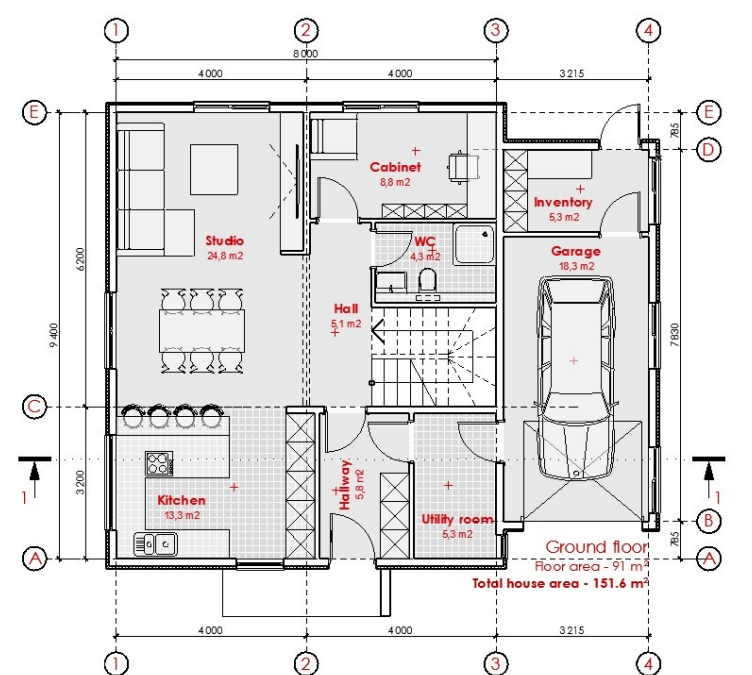 1 2 3 4
8 000
4 000 4 000 3 215
E E
785
D
Cabinet
8,8 m2
Inventory
5,3 m2
Studio
24,8 m2
WC
4,3 m2
Garage
18,3 m2
6200
9 400
7 830
Hall
5,1 m2
C
1 1
3 200
Kitchen
13,3 m2
Hallway
5,8 m2
Utility room
5,3 m2
B
785
Ground floor
A A
Floor area - 91 m²
Total house area - 151.6 m²
4 000 4 000 3 215
1 2 3 4